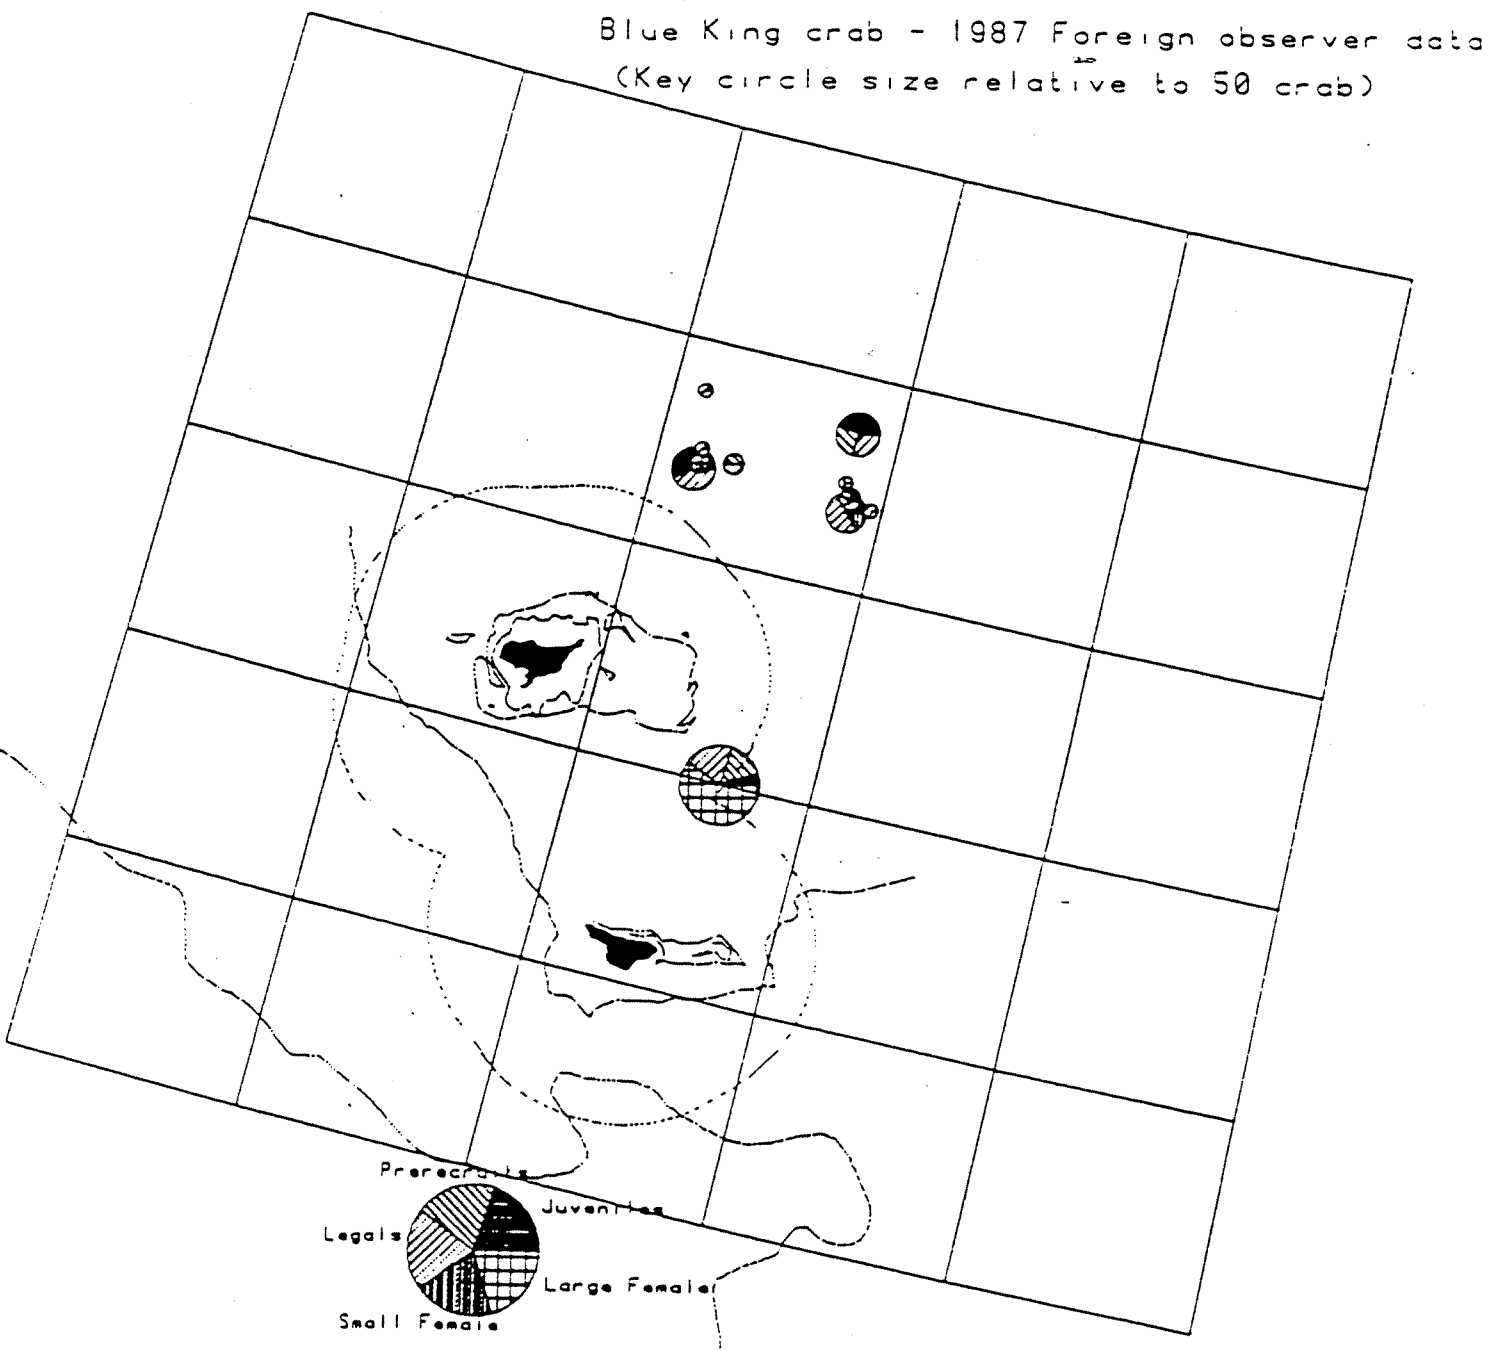 Blue King crab - 1987 Foreign observer data
(Key circle size relative to 50 crab)
Prerecruits
Juveniles
Legals
Large Female
Small Female